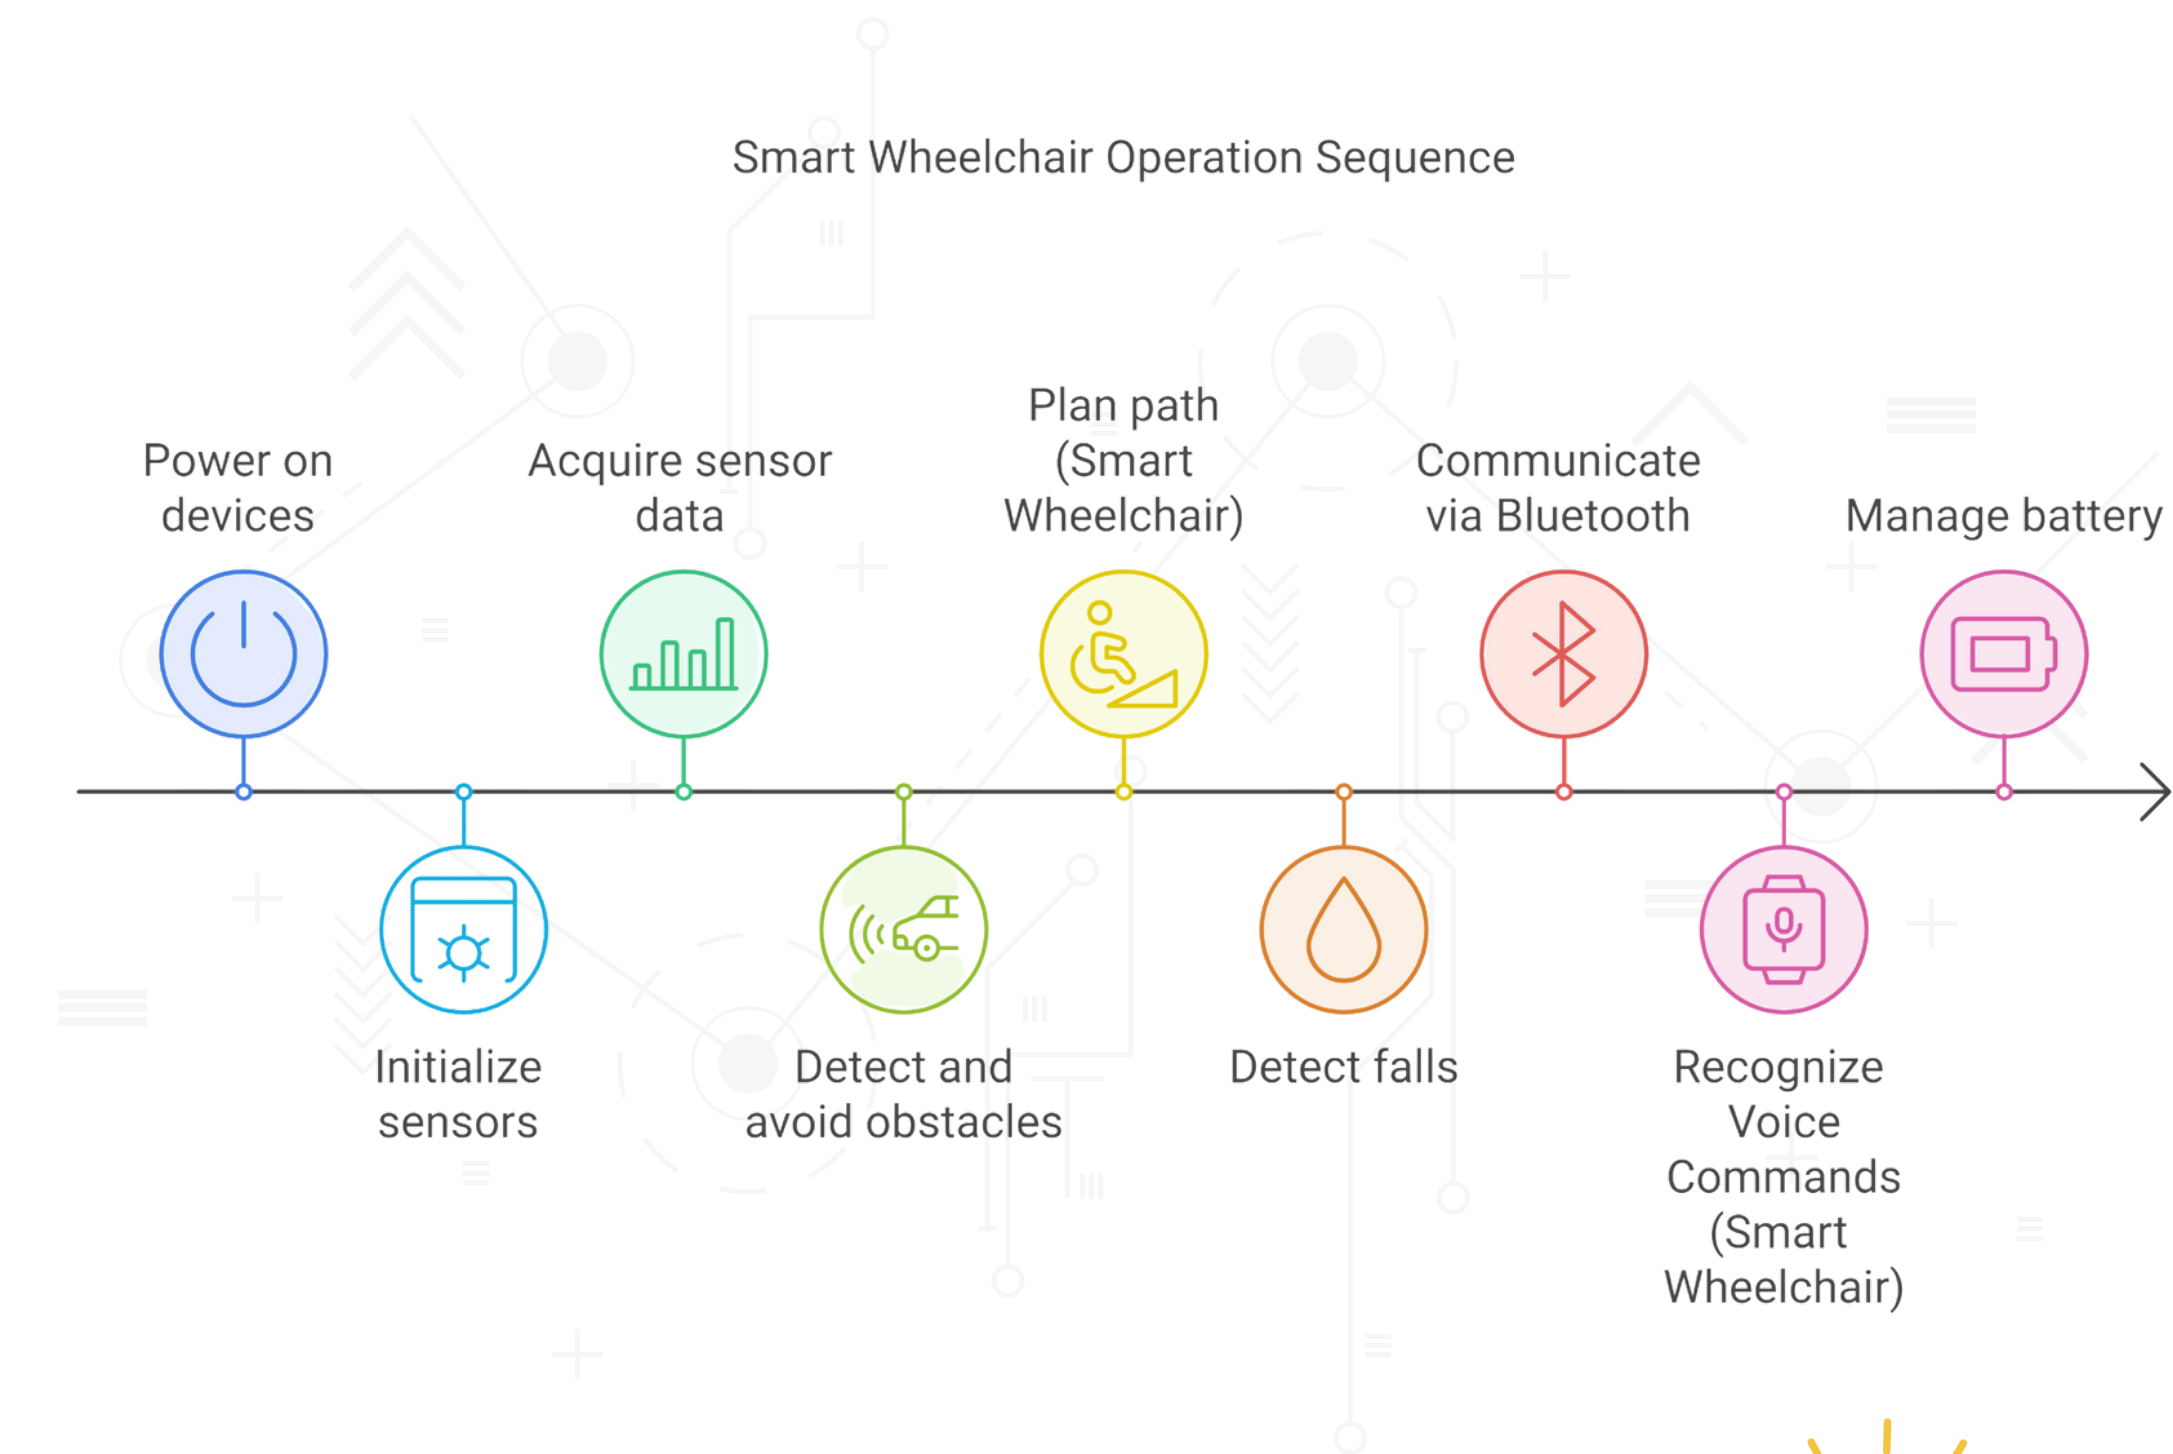 Smart Wheelchair Operation Sequence
Power on
devices
Initialize
sensors
Acquire sensor
data
Detect and
avoid obstacles
Plan path
(Smart
Wheelchair)
Detect falls
Communicate
via Bluetooth
Recognize
Voice
Commands
(Smart
Wheelchair)
Manage battery